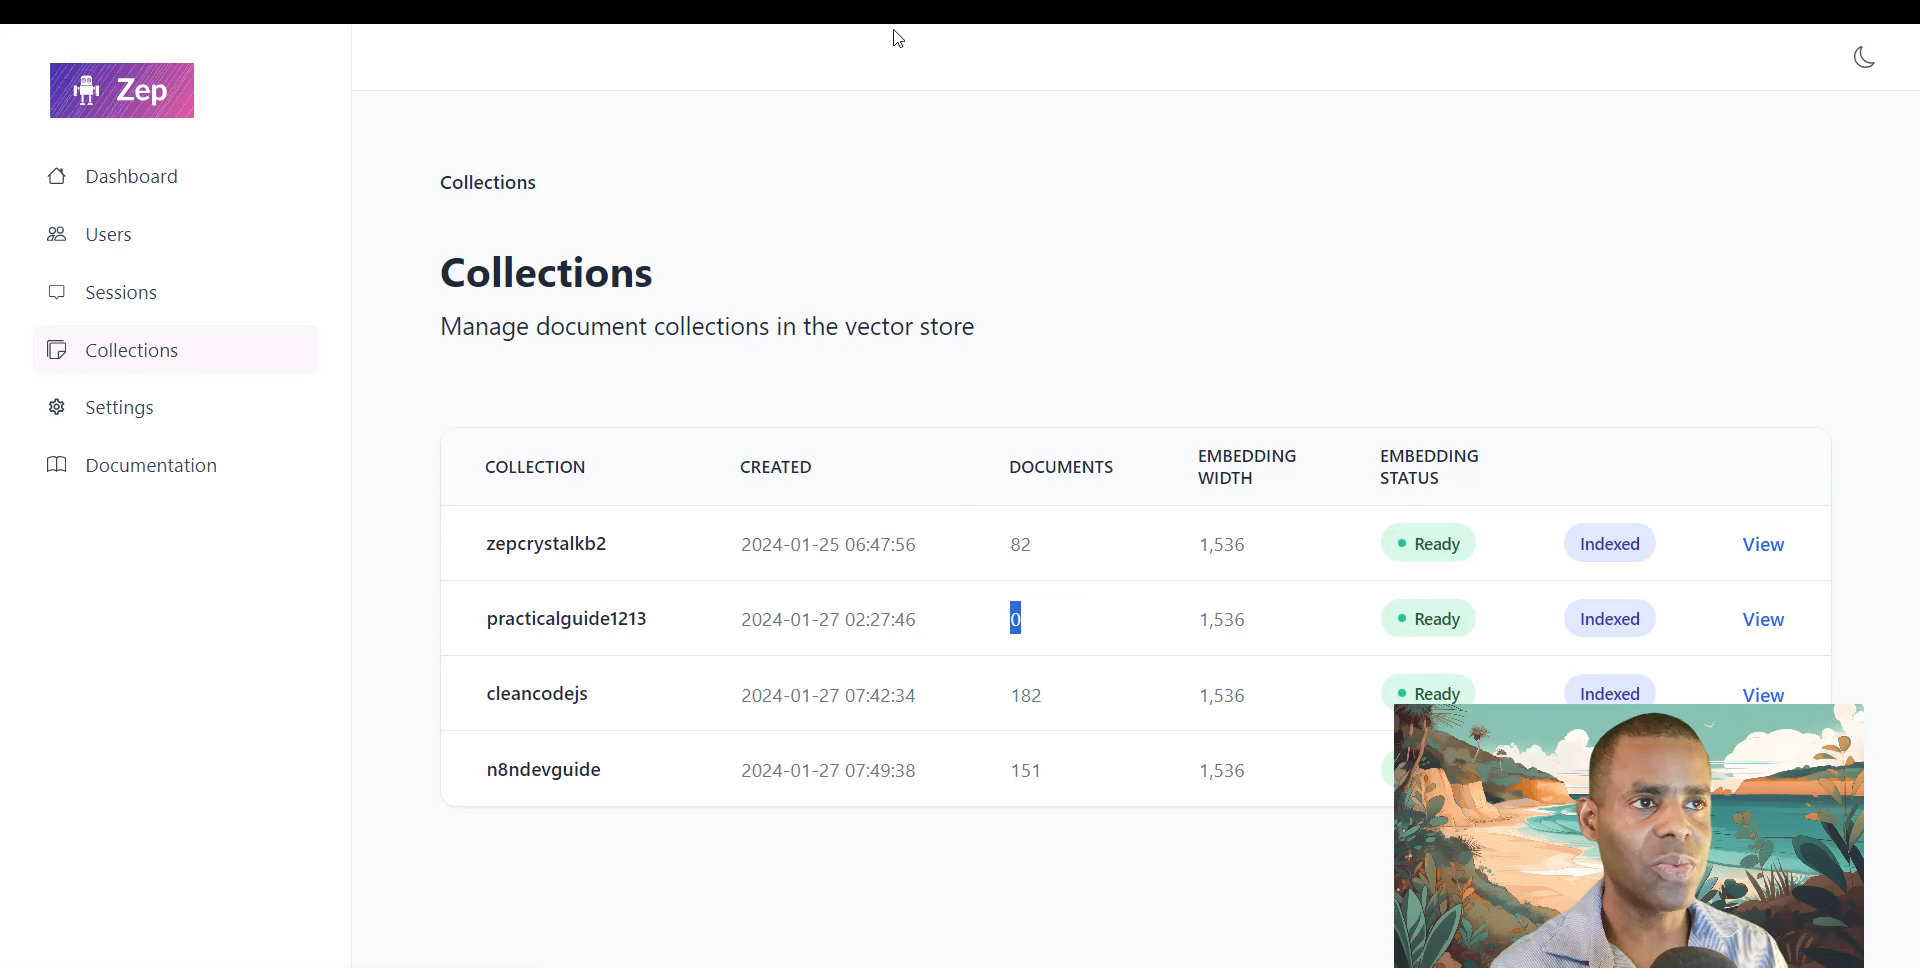 Zep
Dashboard
Users
Sessions
Collections
Settings
Documentation
Collections
Collections
Manage document collections in the vector store
COLLECTION CREATED DOCUMENTS EMBEDDING WIDTH EMBEDDING STATUS
zepcrystalkb2 2024-01-25 06:47:56 82 1,536 Ready Indexed View
practicalguide1213 2024-01-27 02:27:46 0 1,536 Ready Indexed View
cleancodejs 2024-01-27 07:42:34 182 1,536 Ready Indexed View
n8ndevguide 2024-01-27 07:49:38 151 1,536